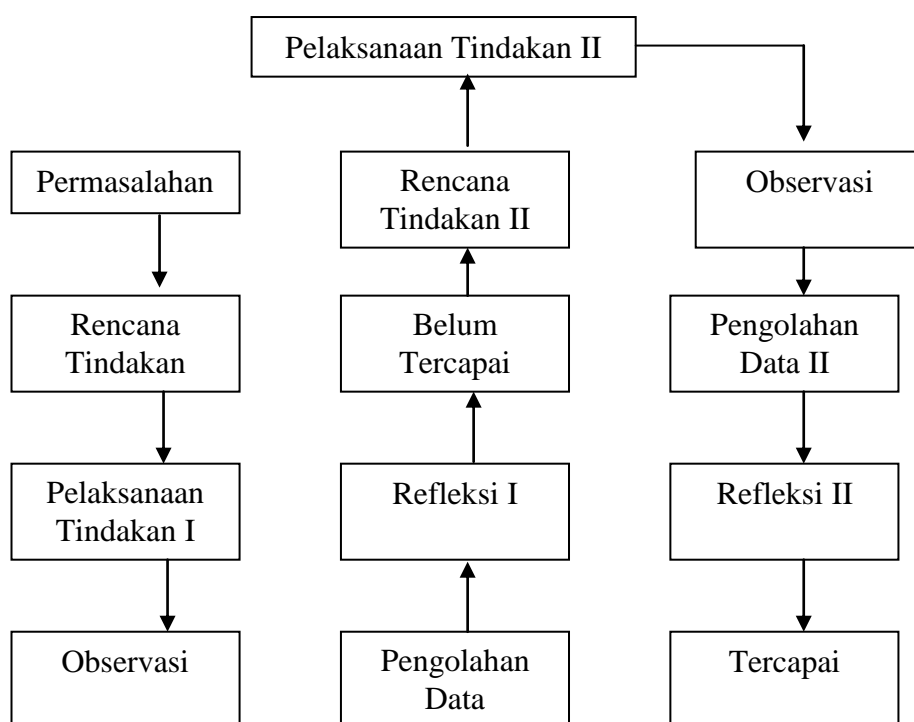 Pelaksanaan Tindakan II
Permasalahan
Rencana
Tindakan II
Observasi
Rencana
Tindakan
Belum
Tercapai
Pengolahan
Data II
Pelaksanaan
Tindakan I
Refleksi I
Refleksi II
Observasi
Pengolahan
Data
Tercapai